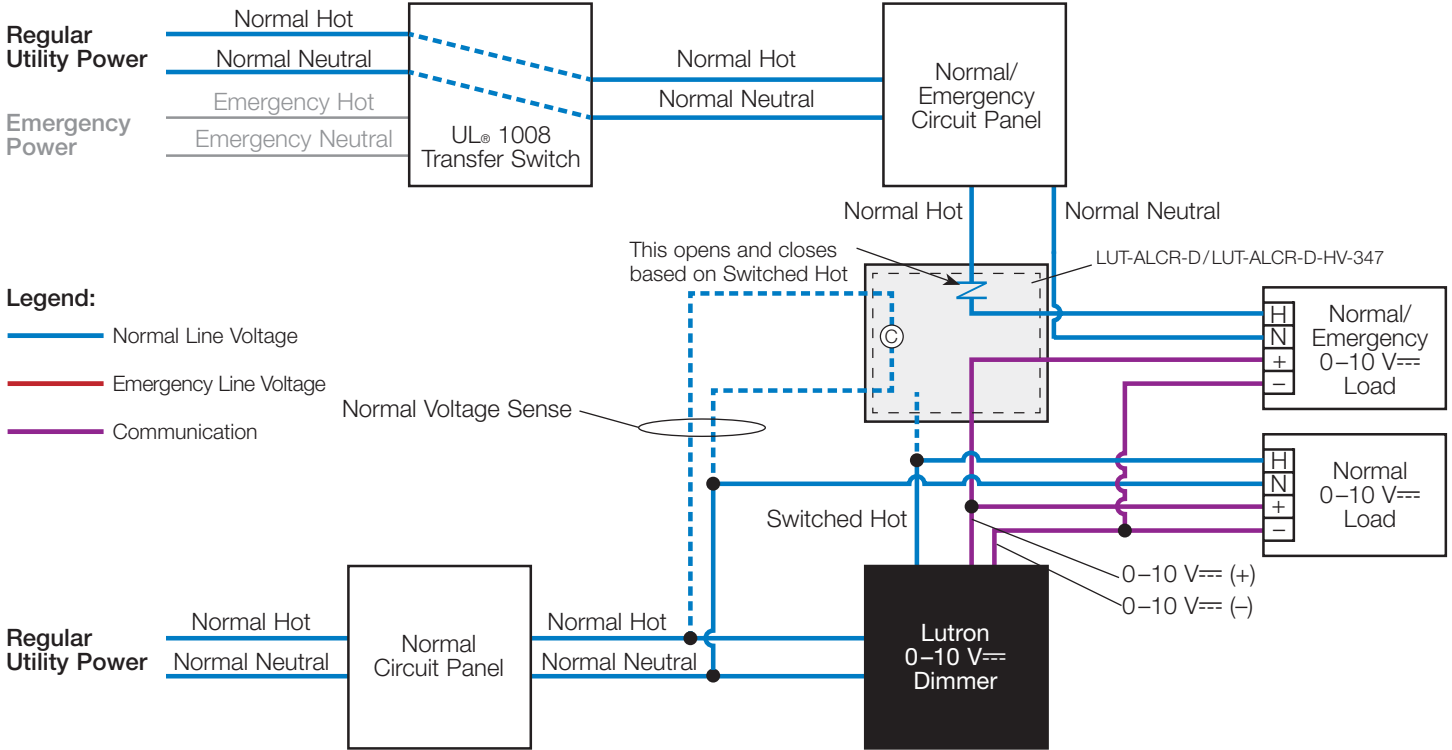 Regular
Utility Power
Normal Hot
Normal Neutral
Emergency
Power
Emergency Hot
Emergency Neutral
UL® 1008
Transfer Switch
Normal Hot
Normal Neutral
Normal/
Emergency
Circuit Panel
Normal Hot
Normal Neutral
This opens and closes
based on Switched Hot
LUT-ALCR-D/LUT-ALCR-D-HV-347
Legend:
Normal Line Voltage
Emergency Line Voltage
Communication
C
H
N
+
–
Normal/
Emergency
0–10 V⎓
Load
Normal Voltage Sense
H
N
+
–
Normal
0–10 V⎓
Load
Switched Hot
0–10 V⎓ (+)
0–10 V⎓ (–)
Regular
Utility Power
Normal Hot
Normal Neutral
Normal
Circuit Panel
Normal Hot
Normal Neutral
Lutron
0–10 V⎓
Dimmer